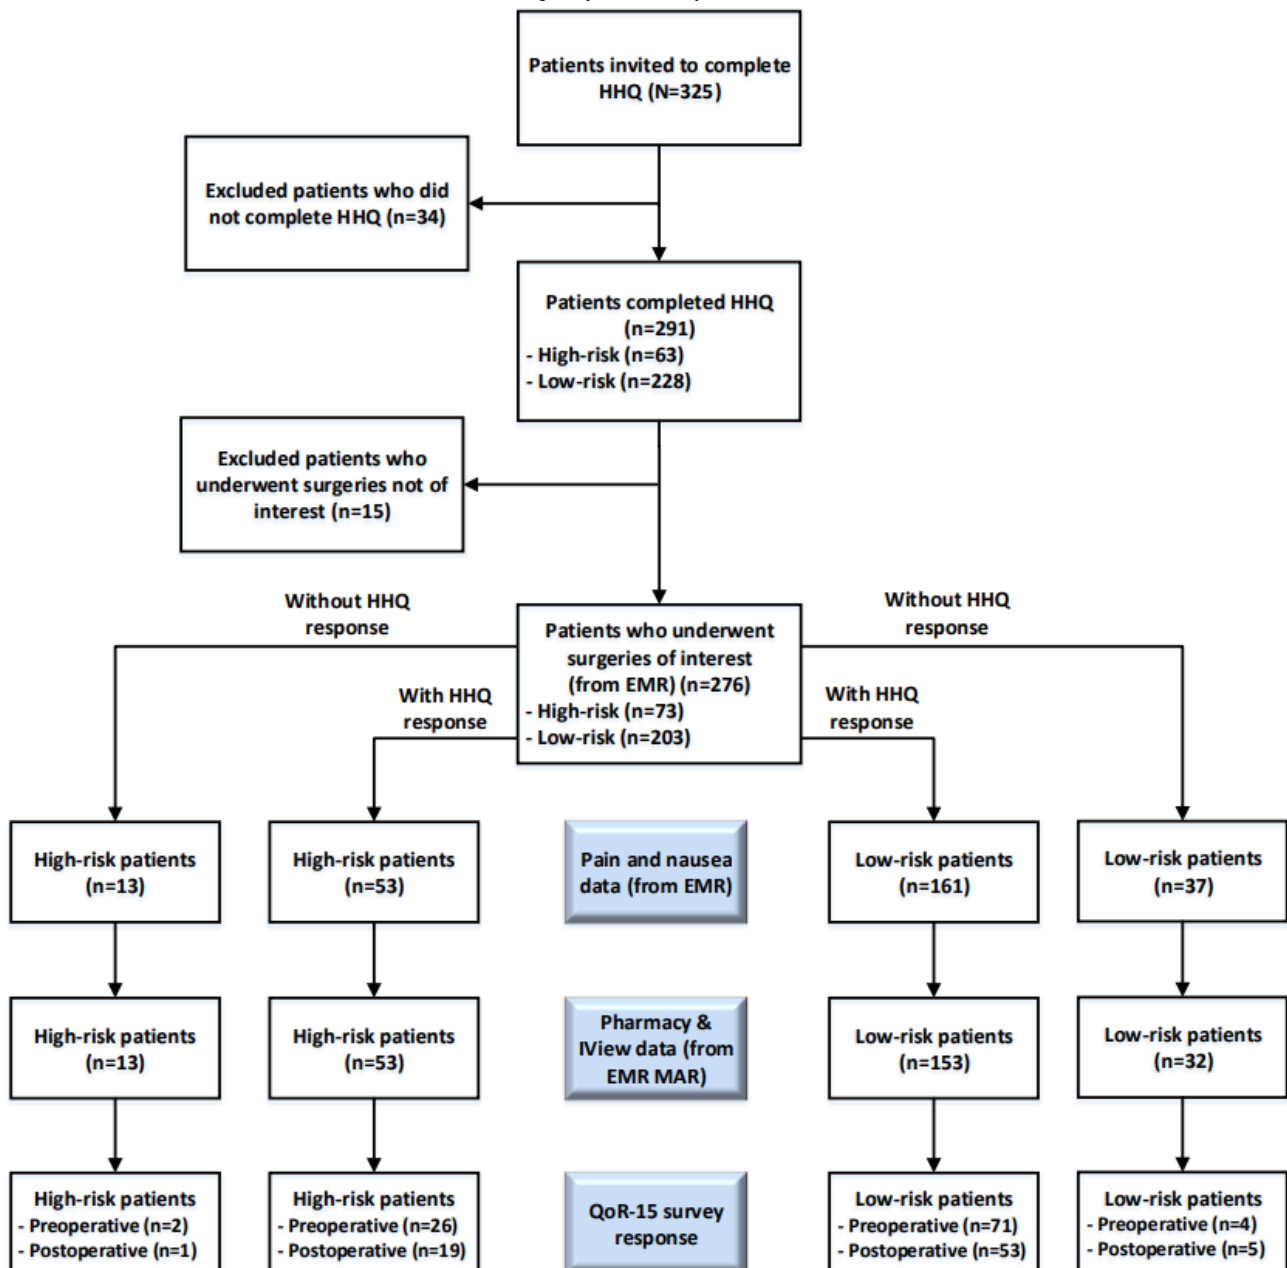 Patients invited to complete
HHQ (N=325)
Excluded patients who did
not complete HHQ (n=34)
Patients completed HHQ
(n=291)
- High-risk (n=63)
- Low-risk (n=228)
Excluded patients who
underwent surgeries not of
interest (n=15)
Without HHQ
response
Without HHQ
response
Patients who underwent
surgeries of interest
(from EMR) (n=276)
- High-risk (n=73)
- Low-risk (n=203)
With HHQ
response
With HHQ
response
High-risk patients
(n=13)
High-risk patients
(n=53)
Pain and nausea
data (from EMR)
Low-risk patients
(n=161)
Low-risk patients
(n=37)
High-risk patients
(n=13)
High-risk patients
(n=53)
Pharmacy &
IView data (from
EMR MAR)
Low-risk patients
(n=153)
Low-risk patients
(n=32)
High-risk patients
- Preoperative (n=2)
- Postoperative (n=1)
High-risk patients
- Preoperative (n=26)
- Postoperative (n=19)
QoR-15 survey
response
Low-risk patients
- Preoperative (n=71)
- Postoperative (n=53)
Low-risk patients
- Preoperative (n=4)
- Postoperative (n=5)